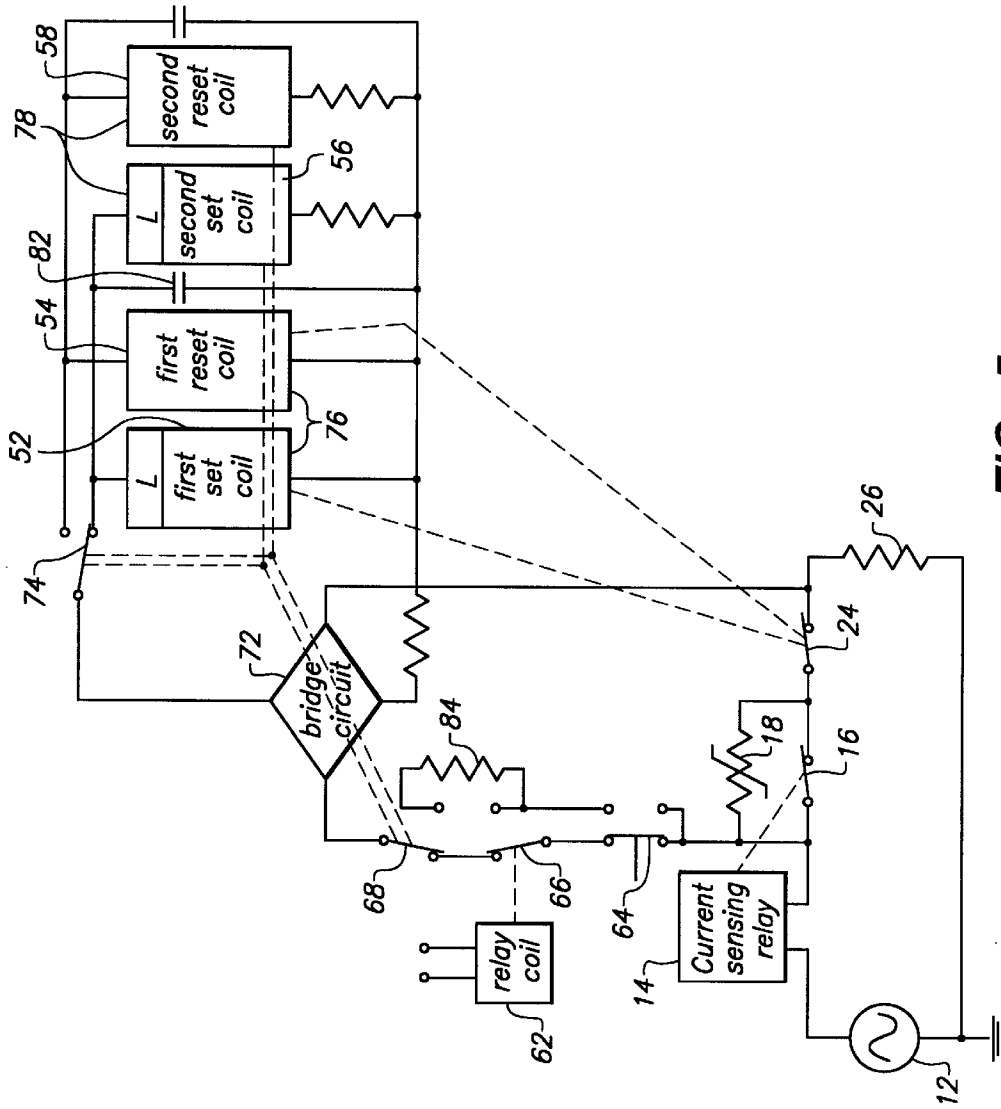 58
second
reset
coil
78
L
second
set
coil
56
82
54
first
reset
coil
76
52
L
first
set
coil
74
72
bridge
circuit
84
68
66
64
relay
coil
62
26
24
18
16
14
Current
sensing
relay
12